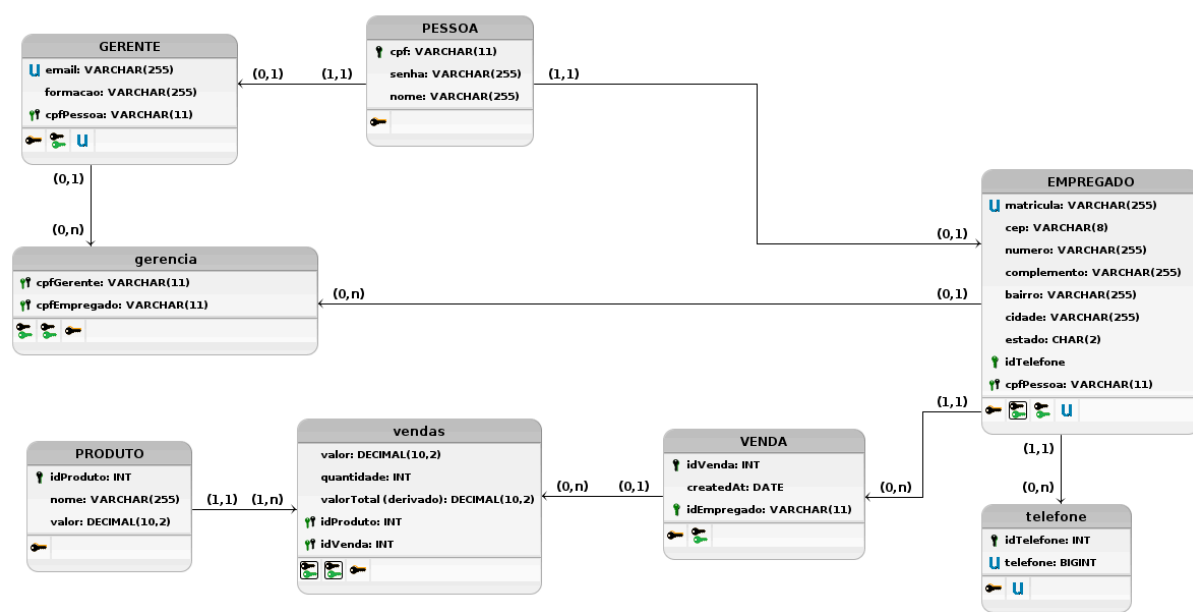 PESSOA
cpf: VARCHAR(11)
senha: VARCHAR(255)
nome: VARCHAR(255)
GERENTE
U email: VARCHAR(255)
formacao: VARCHAR(255)
cpfPessoa: VARCHAR(11)
U
(0,1)
(1,1)
(1,1)
(0,1)
(0,n)
gerencia
cpfGerente: VARCHAR(11)
cpfEmpregado: VARCHAR(11)
(0,1)
(0,n)
(0,1)
EMPREGADO
U matricula: VARCHAR(255)
cep: VARCHAR(8)
numero: VARCHAR(255)
complemento: VARCHAR(255)
bairro: VARCHAR(255)
cidade: VARCHAR(255)
estado: CHAR(2)
idTelefone
cpfPessoa: VARCHAR(11)
U
(1,1)
(0,n)
(1,1)
(0,n)
PRODUTO
idProduto: INT
nome: VARCHAR(255)
valor: DECIMAL(10,2)
(1,1)
(1,n)
vendas
valor: DECIMAL(10,2)
quantidade: INT
valorTotal (derivado): DECIMAL(10,2)
idProduto: INT
idVenda: INT
(0,n)
(0,1)
VENDA
idVenda: INT
createdAt: DATE
idEmpregado: VARCHAR(11)
telefone
idTelefone: INT
U telefone: BIGINT
U